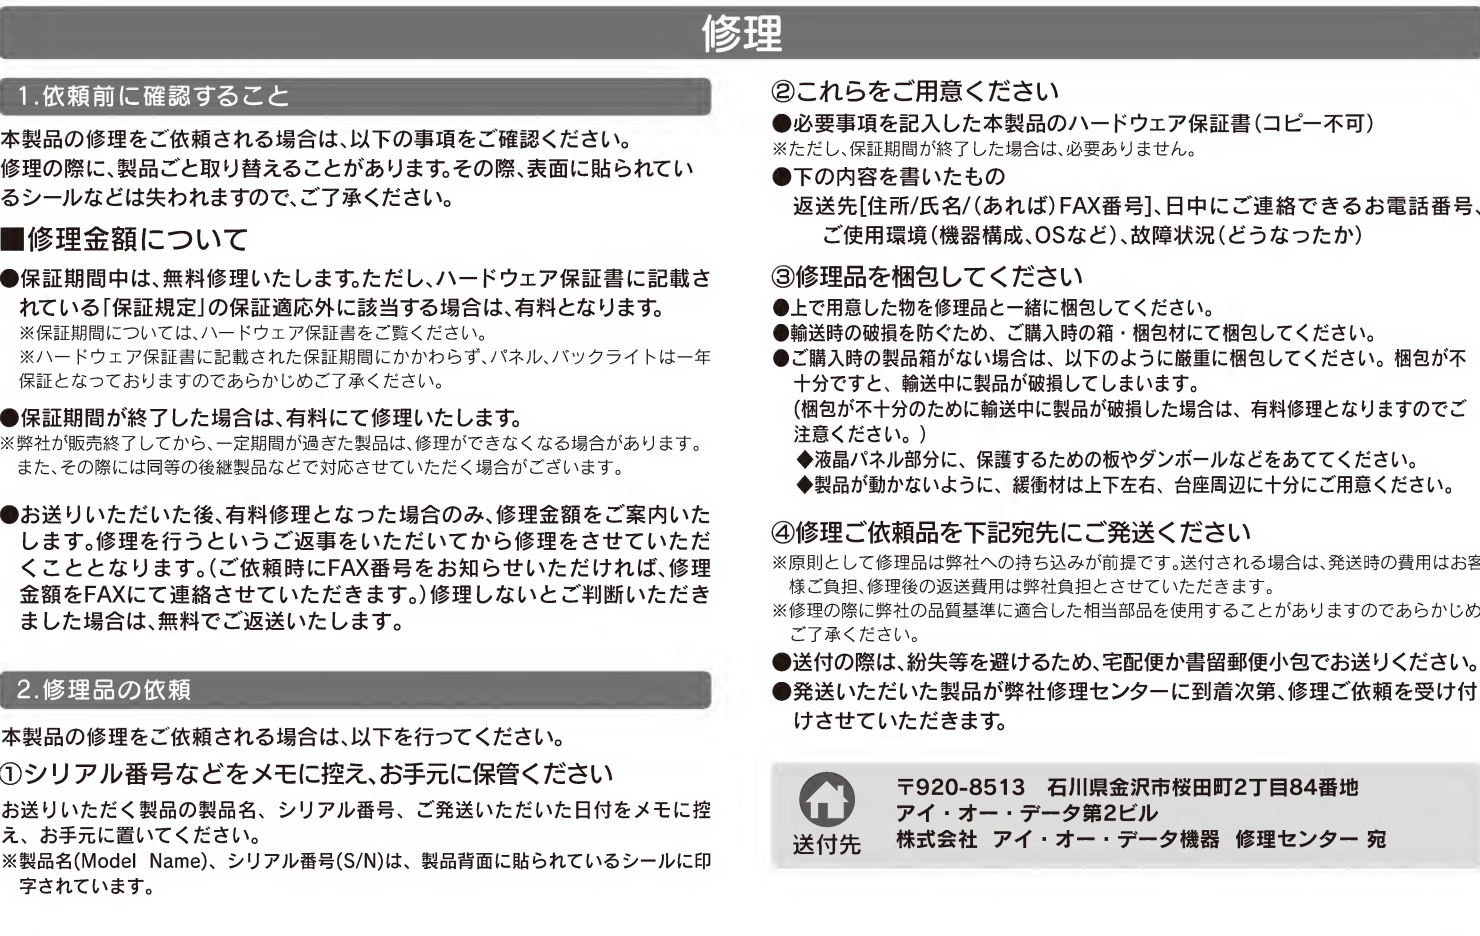 修理
1.依頼前に確認すること
本製品の修理をご依頼される場合は、以下の事項をご確認ください。
修理の際に、製品ごと取り替えることがあります。その際、表面に貼られてい
るシールなどは失われますので、ご了承ください。
■修理金額について
●保証期間中は、無料修理いたします。ただし、ハードウェア保証書に記載さ
れている「保証規定」の保証適応外に該当する場合は、有料となります。
※保証期間については、ハードウェア保証書をご覧ください。
※ハードウェア保証書に記載された保証期間にかかわらず、パネル、バックライトは一年
保証となっておりますのであらかじめご了承ください。
●保証期間が終了した場合は、有料にて修理いたします。
※弊社が販売終了してから、一定期間が過ぎた製品は、修理ができなくなる場合があります。
また、その際には同等の後継製品などで対応させていただく場合がございます。
●お送りいただいた後、有料修理となった場合のみ、修理金額をご案内いた
します。修理を行うというご返事をいただいてから修理をさせていただ
くこととなります。(ご依頼時にFAX番号をお知らせいただければ、修理
金額をFAXにて連絡させていただきます。)修理しないとご判断いただき
ました場合は、無料でご返送いたします。
2.修理品の依頼
本製品の修理をご依頼される場合は、以下を行ってください。
①シリアル番号などをメモに控え、お手元に保管ください
お送りいただく製品の製品名、シリアル番号、ご発送いただいた日付をメモに控
え、お手元に置いてください。
※製品名(Model Name)、シリアル番号(S/N)は、製品背面に貼られているシールに印
字されています。
②これらをご用意ください
●必要事項を記入した本製品のハードウェア保証書(コピー不可)
※ただし、保証期間が終了した場合は、必要ありません。
●下の内容を書いたもの
返送先[住所/氏名/(あれば)FAX番号]、日中にご連絡できるお電話番号、
ご使用環境(機器構成、OSなど)、故障状況(どうなったか)
③修理品を梱包してください
●上で用意した物を修理品と一緒に梱包してください。
●輸送時の破損を防ぐため、ご購入時の箱・梱包材にて梱包してください。
●ご購入時の製品箱がない場合は、以下のように厳重に梱包してください。梱包が不
十分ですと、輸送中に製品が破損してしまいます。
(梱包が不十分のために輸送中に製品が破損した場合は、有料修理となりますのでご
注意ください。)
◆液晶パネル部分に、保護するための板やダンボールなどをあててください。
◆製品が動かないように、緩衝材は上下左右、台座周辺に十分にご用意ください。
④修理ご依頼品を下記宛先にご発送ください
※原則として修理品は弊社への持ち込みが前提です。送付される場合は、発送時の費用はお客
様ご負担、修理後の返送費用は弊社負担とさせていただきます。
※修理の際に弊社の品質基準に適合した相当部品を使用することがありますのであらかじめ
ご了承ください。
●送付の際は、紛失等を避けるため、宅配便か書留郵便小包でお送りください。
●発送いただいた製品が弊社修理センターに到着次第、修理ご依頼を受け付
けさせていただきます。
送付先
〒920-8513 石川県金沢市桜田町2丁目84番地
アイ・オー・データ第2ビル
株式会社 アイ・オー・データ機器 修理センター 宛